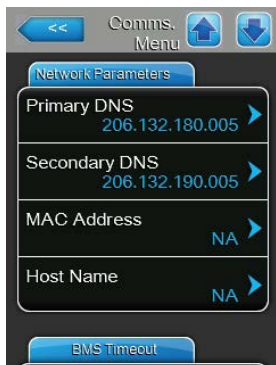 <<
Comms.
Menu
Network Parameters
Primary DNS
206.132.180.005
Secondary DNS
206.132.190.005
MAC Address
NA
Host Name
NA
BMS Timeout